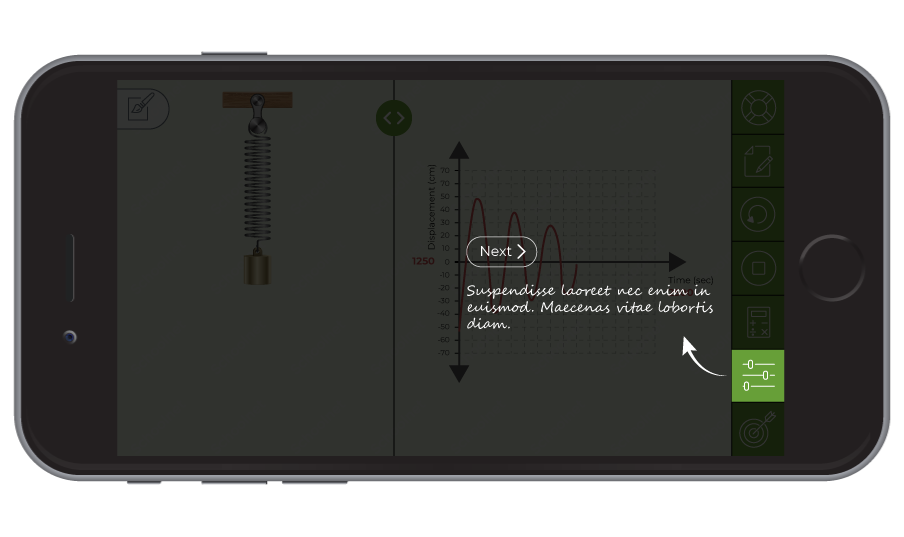 Displacement (cm)
70
70
50
40
30
20
10
0
-10
-20
-30
-40
-50
-60
-70
1250
Next
Time (sec)
Suspendisse laoreet nec enim in
euismod. Maecenas vitae lobortis
diam.